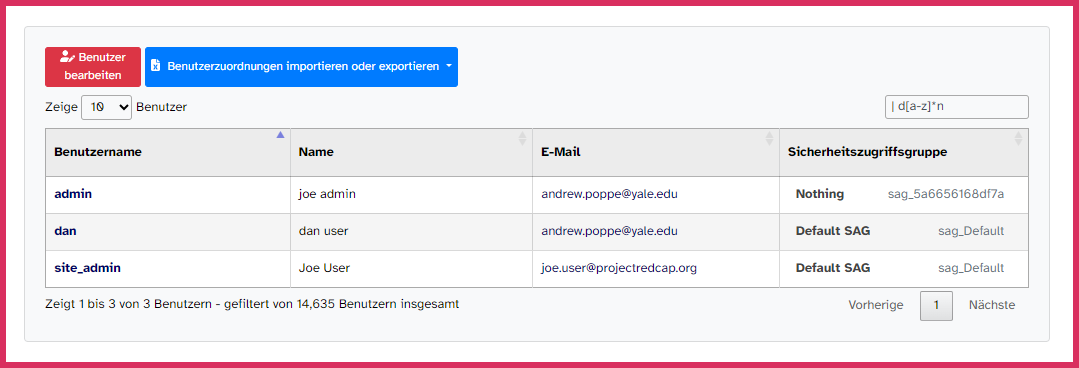 Benutzer
bearbeiten
Benutzerzuordnungen importieren oder exportieren
Zeige 10 Benutzer
| d[a-z]*n
Benutzername Name E-Mail Sicherheitszugriffsgruppe
admin joe admin andrew.poppe@yale.edu Nothing sag_5a6656168df7a
dan dan user andrew.poppe@yale.edu Default SAG sag_Default
site_admin Joe User joe.user@projectredcap.org Default SAG sag_Default
Zeigt 1 bis 3 von 3 Benutzern - gefiltert von 14,635 Benutzern insgesamt
Vorherige 1 Nächste